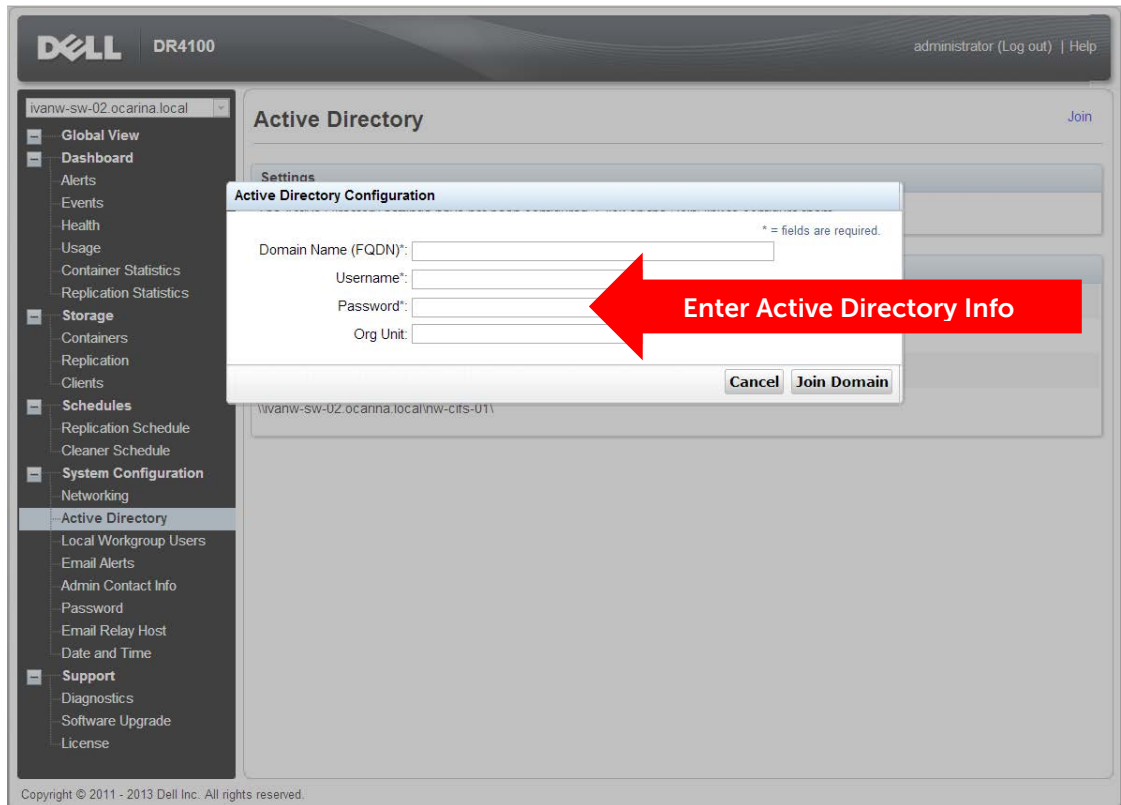 DELL DR4100
administrator (Log out) | Help
ivanw-sw-02.ocarina.local
Global View
Dashboard
Alerts
Events
Health
Usage
Container Statistics
Replication Statistics
Storage
Containers
Replication
Clients
Schedules
Replication Schedule
Cleaner Schedule
System Configuration
Networking
Active Directory
Local Workgroup Users
Email Alerts
Admin Contact Info
Password
Email Relay Host
Date and Time
Support
Diagnostics
Software Upgrade
License
Active Directory
Join
Settings
Active Directory Configuration
* = fields are required.
Domain Name (FQDN)*:
Username*:
Password*:
Org Unit:
Enter Active Directory Info
Cancel Join Domain
\\ivanw-sw-02.ocarina.local\nw-cifs-01\
Copyright © 2011 - 2013 Dell Inc. All rights reserved.